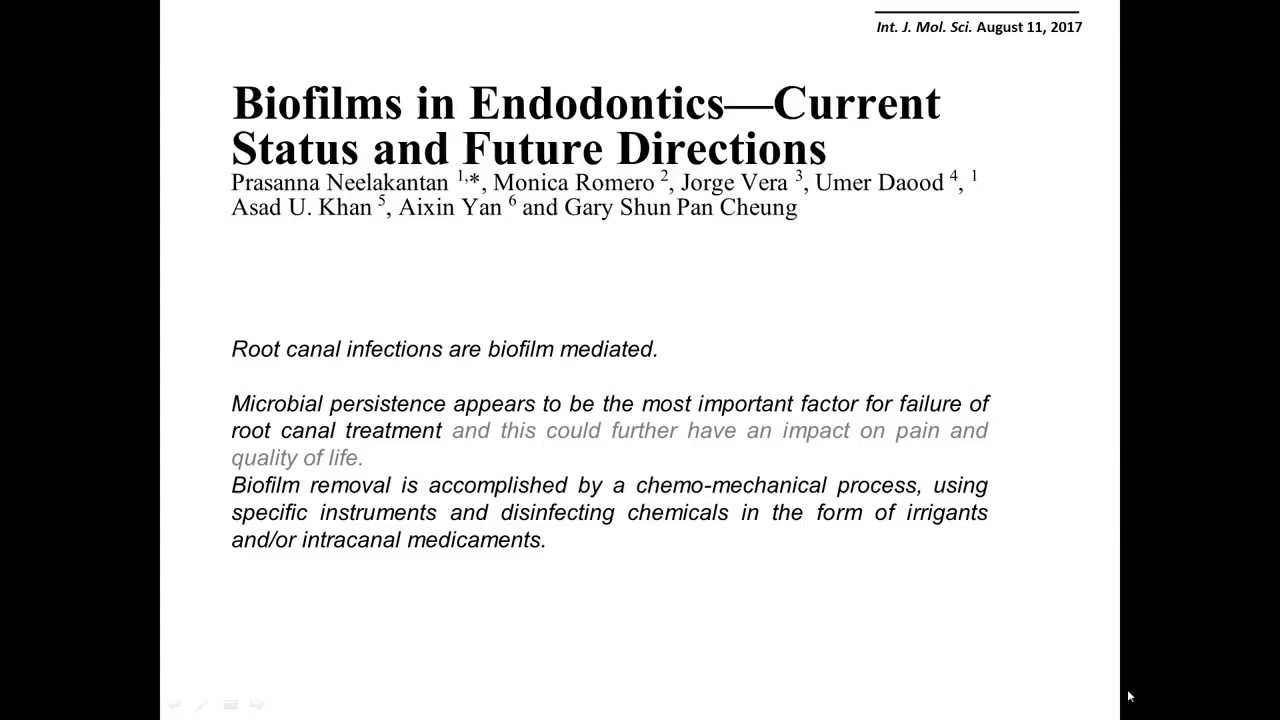 Int. J. Mol. Sci. August 11, 2017
Biofilms in Endodontics—Current
Status and Future Directions
Prasanna Neelakantan 1,*, Monica Romero 2, Jorge Vera 3, Umer Daood 4, 1
Asad U. Khan 5, Aixin Yan 6 and Gary Shun Pan Cheung
Root canal infections are biofilm mediated.
Microbial persistence appears to be the most important factor for failure of
root canal treatment and this could further have an impact on pain and
quality of life.
Biofilm removal is accomplished by a chemo-mechanical process, using
specific instruments and disinfecting chemicals in the form of irrigants
and/or intracanal medicaments.